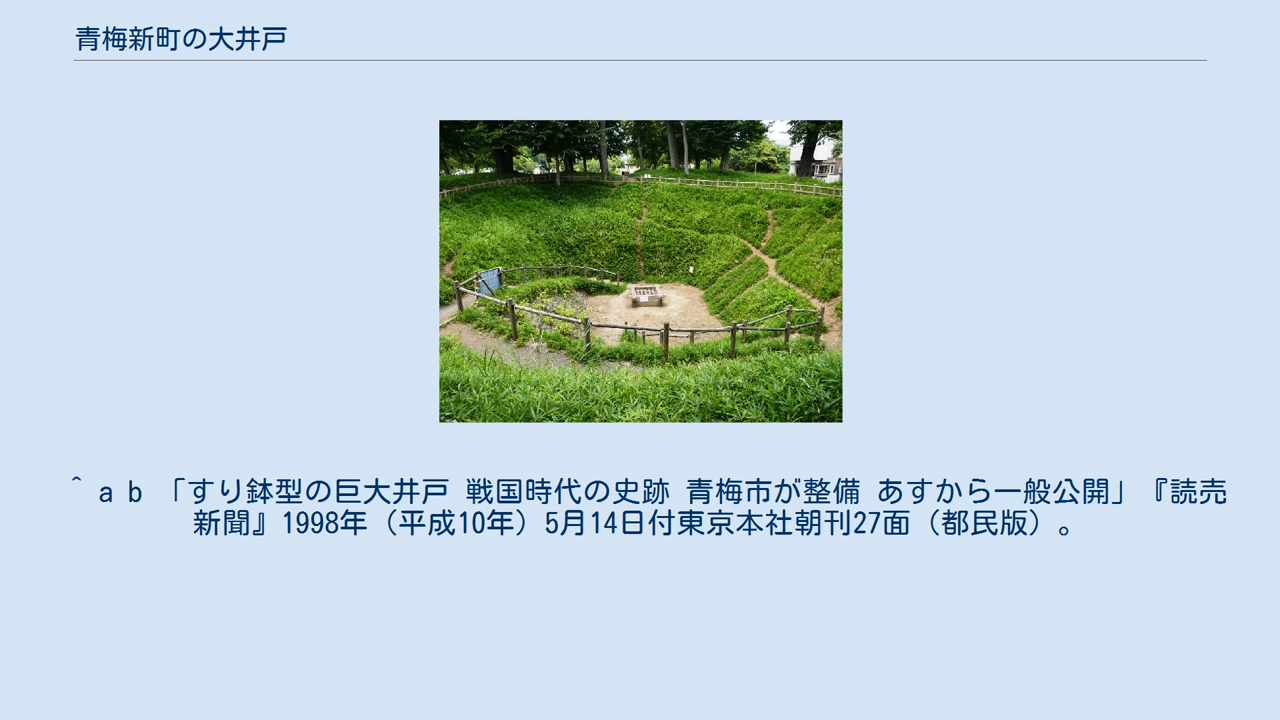 青梅新町の大井戸
^ a b 「すり鉢型の巨大井戸 戦国時代の史跡 青梅市が整備 あすから一般公開」『読売
新聞』1998年（平成10年）5月14日付東京本社朝刊27面（都民版）。